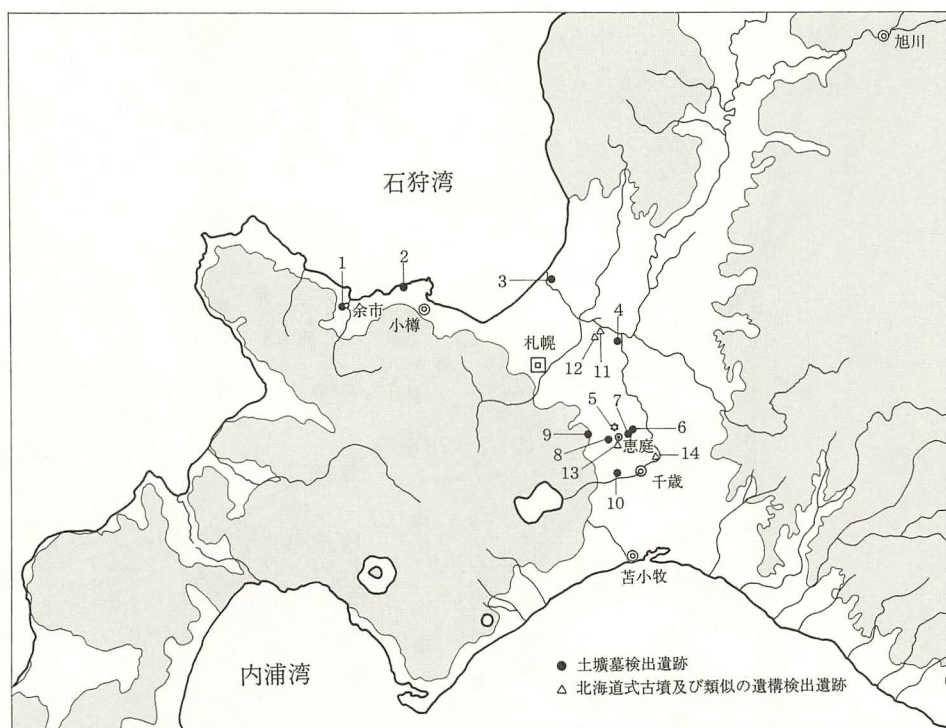 旭川
石狩湾
1
2
3
余市
小樽
4
札幌
12
11
5
7
6
9
8
恵庭
13
14
千歳
10
苫小牧
内浦湾
● 土壙墓検出遺跡
△ 北海道式古墳及び類似の遺構検出遺跡